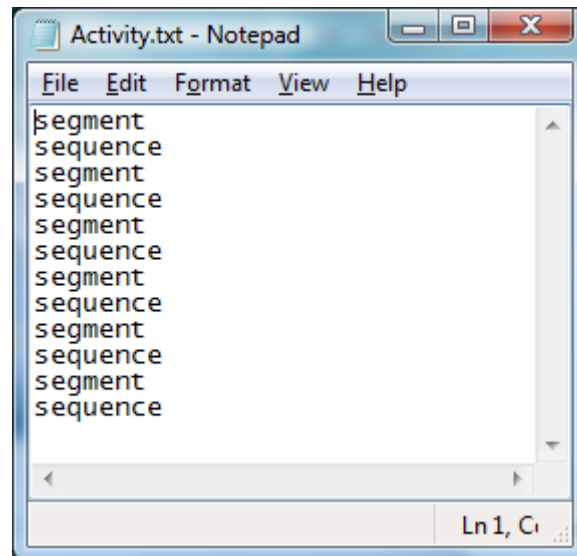 Activity.txt - Notepad
File Edit Format View Help
segment
sequence
segment
sequence
segment
sequence
segment
sequence
segment
sequence
segment
sequence
Ln 1,